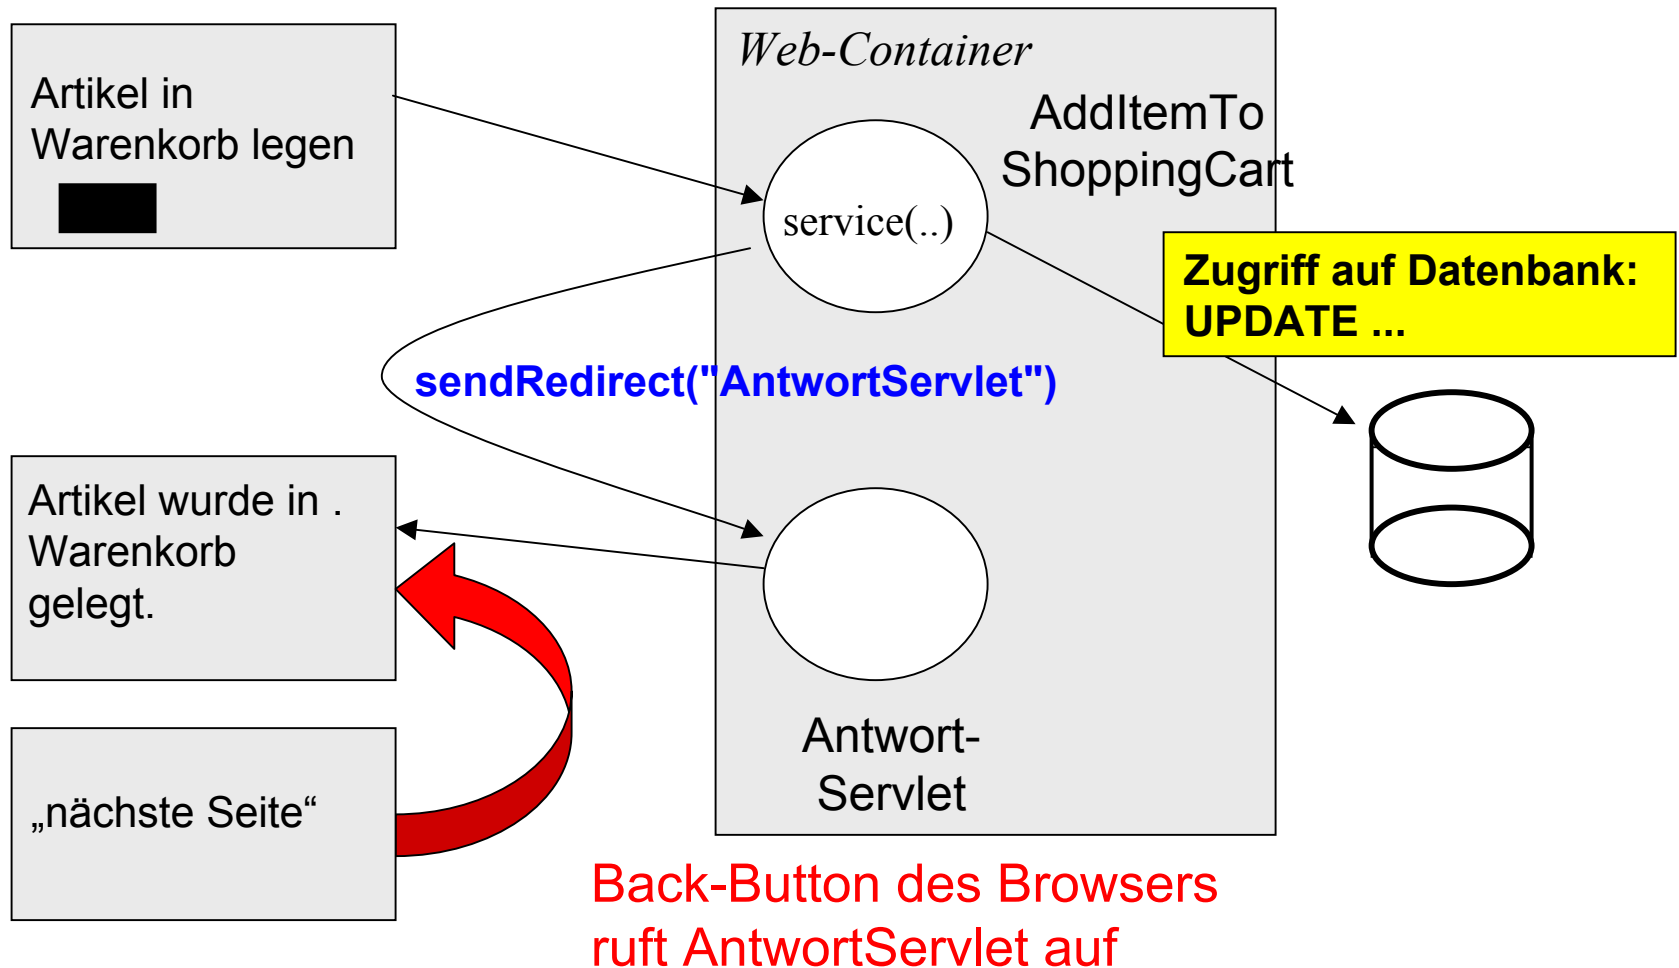 Web-Container
Artikel in
Warenkorb legen
AddItemTo
ShoppingCart
service(..)
Zugriff auf Datenbank:
UPDATE ...
sendRedirect("AntwortServlet")
Artikel wurde in .
Warenkorb
gelegt.
Antwort-
Servlet
„nächste Seite“
Back-Button des Browsers
ruft AntwortServlet auf